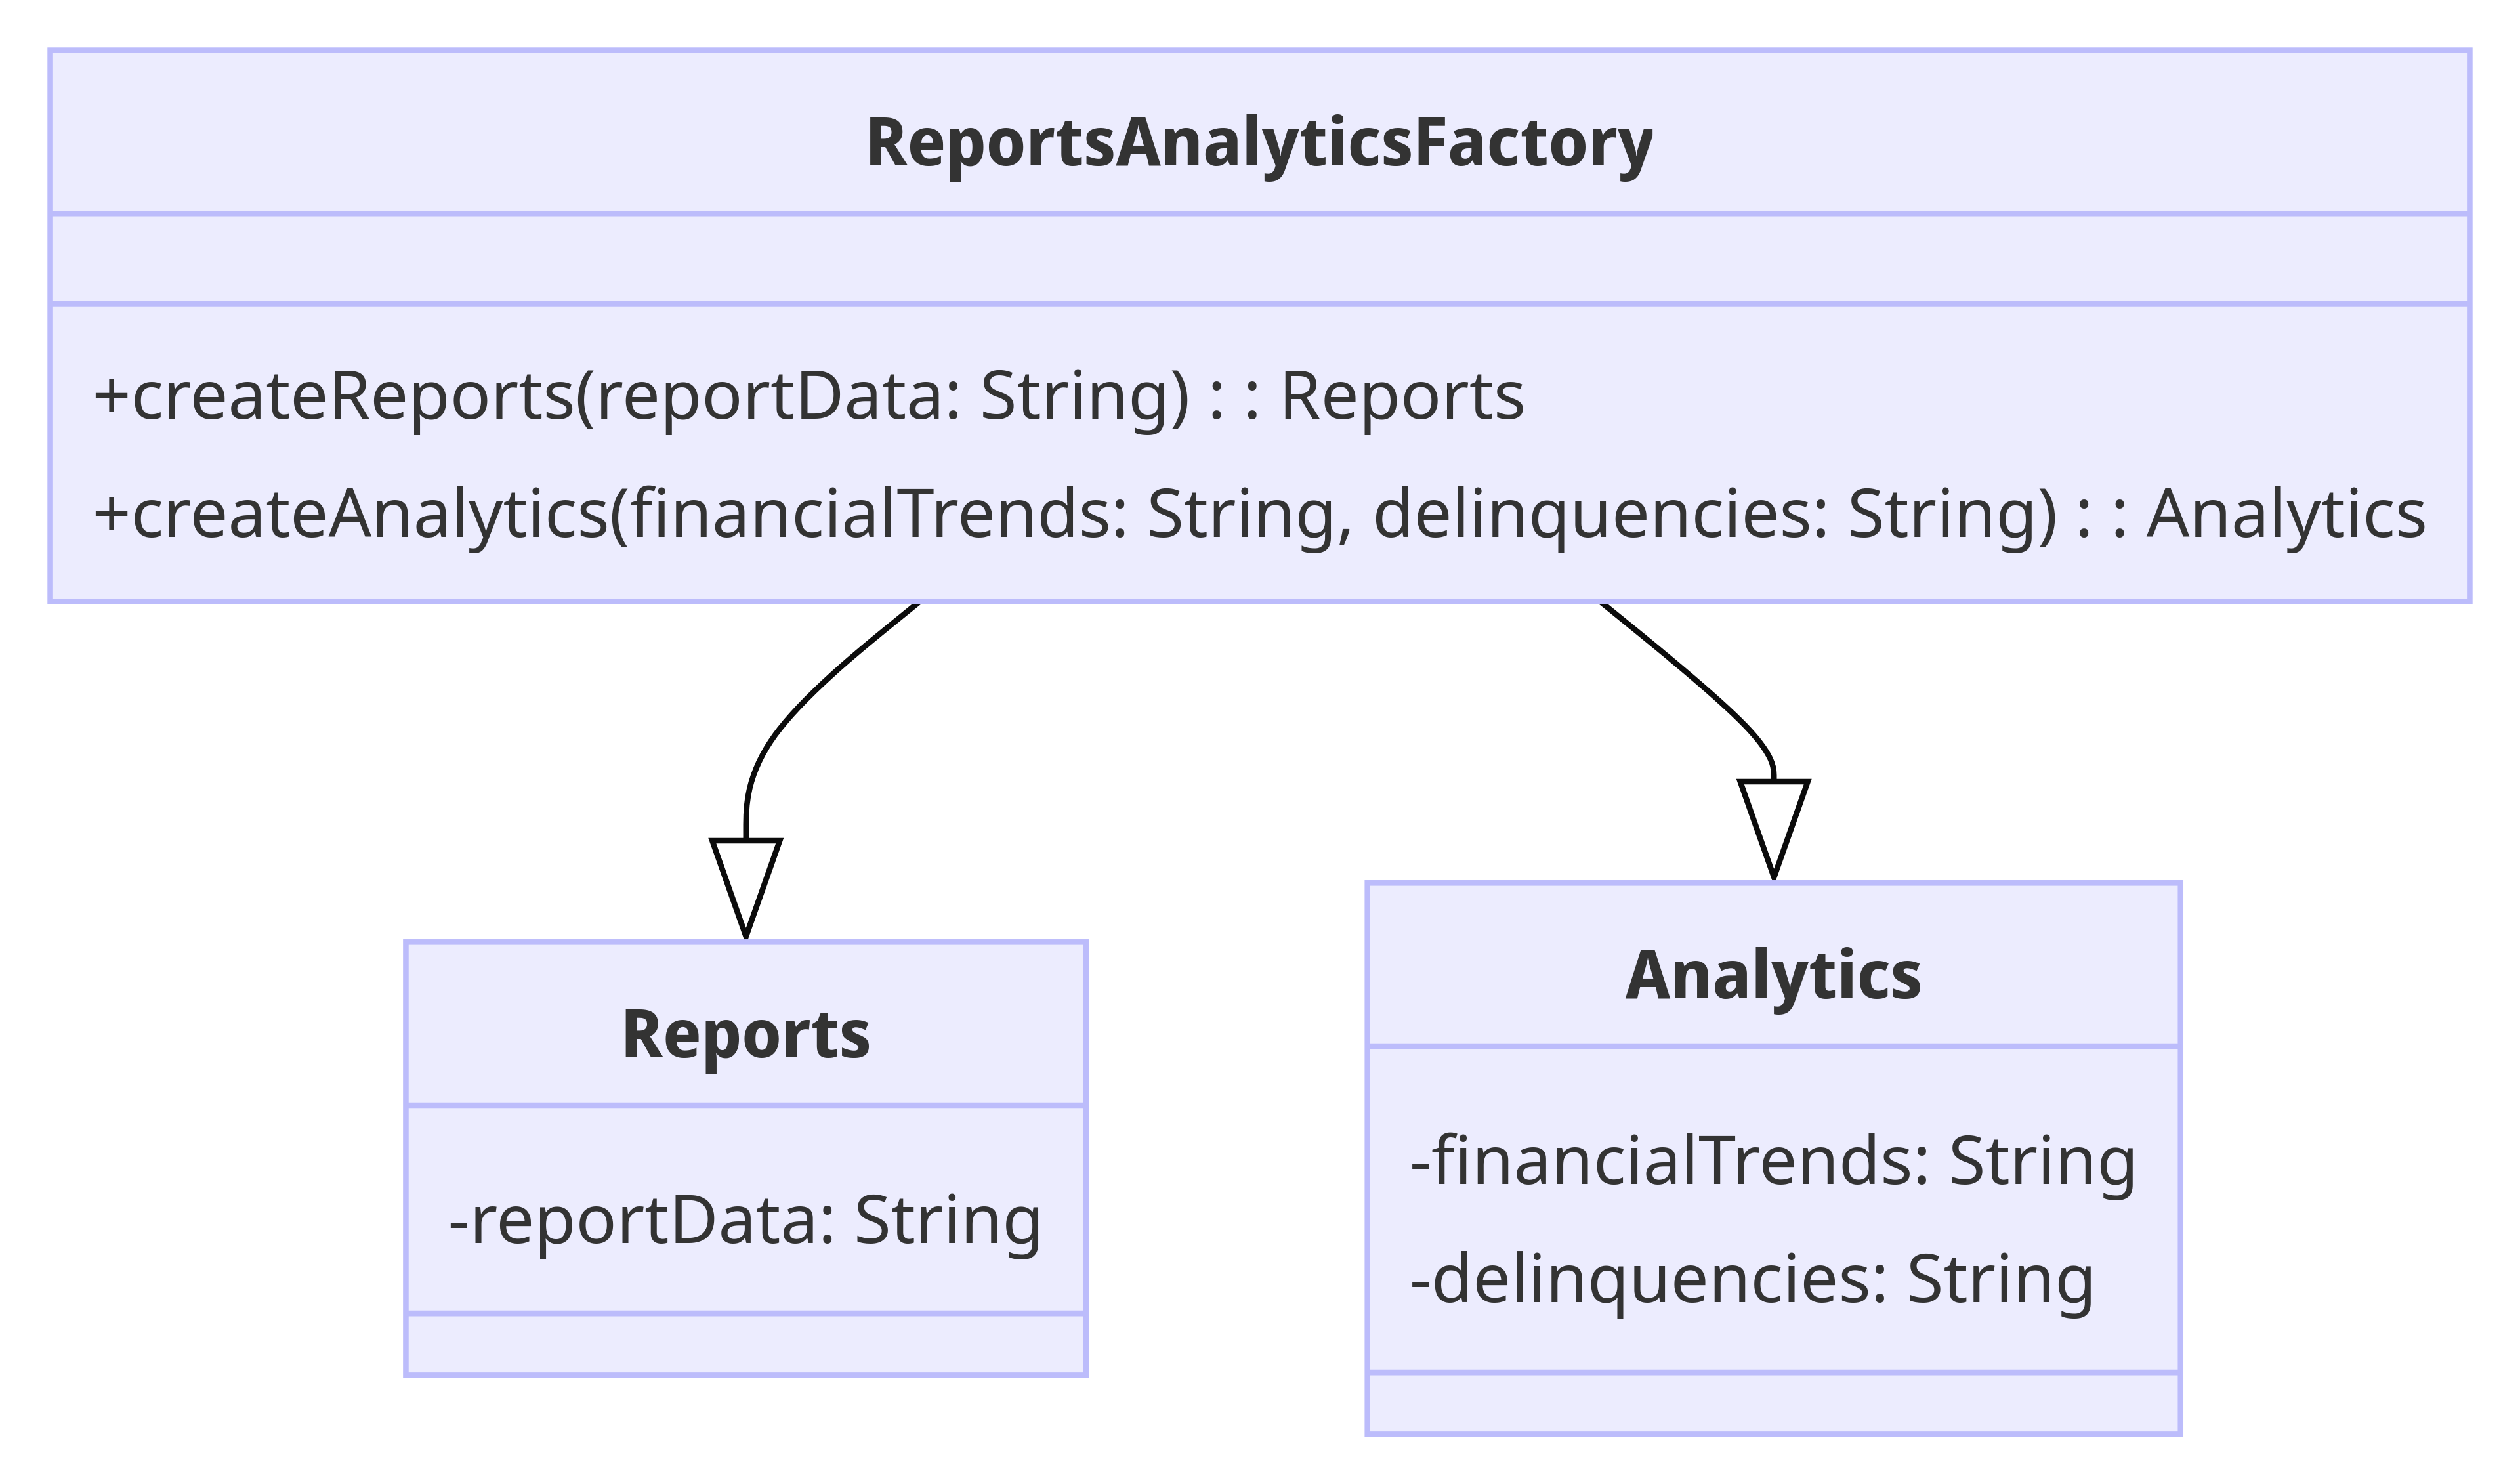 ReportsAnalyticsFactory
+createReports(reportData: String) : : Reports
+createAnalytics(financialTrends: String, delinquencies: String) : : Analytics
Reports
-reportData: String
Analytics
-financialTrends: String
-delinquencies: String